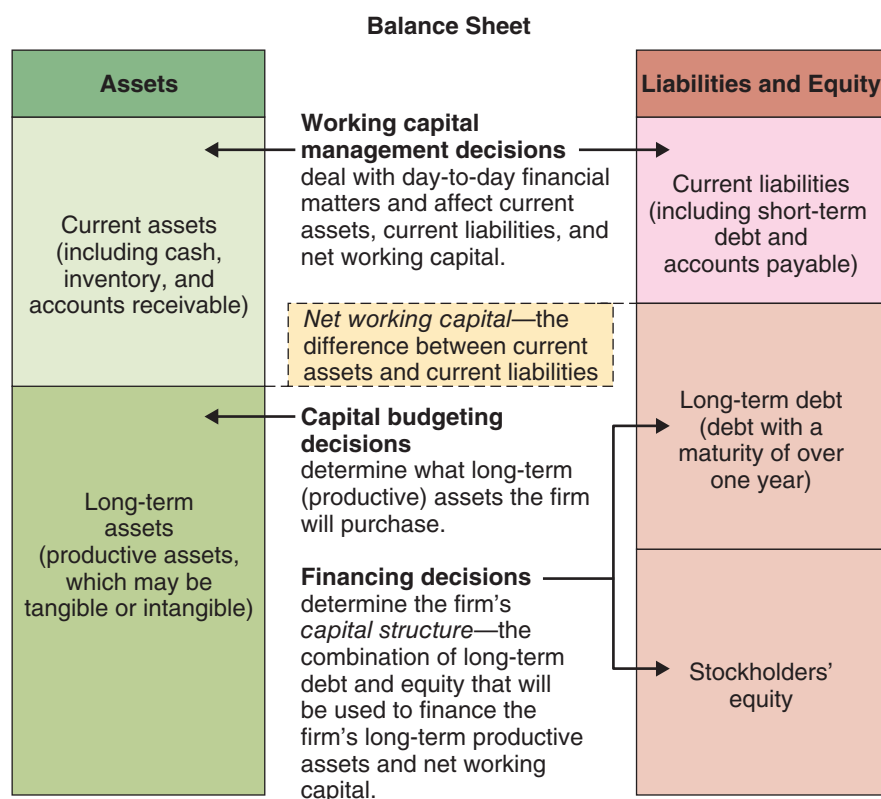 Balance Sheet
Assets
Current assets
(including cash,
inventory, and
accounts receivable)
Long-term
assets
(productive assets,
which may be
tangible or intangible)
Working capital
management decisions
deal with day-to-day financial
matters and affect current
assets, current liabilities, and
net working capital.
Net working capital—the
difference between current
assets and current liabilities
Capital budgeting
decisions
determine what long-term
(productive) assets the firm
will purchase.
Financing decisions
determine the firm's
capital structure—the
combination of long-term
debt and equity that will
be used to finance the
firm's long-term productive
assets and net working
capital.
Liabilities and Equity
Current liabilities
(including short-term
debt and
accounts payable)
Long-term debt
(debt with a
maturity of over
one year)
Stockholders'
equity